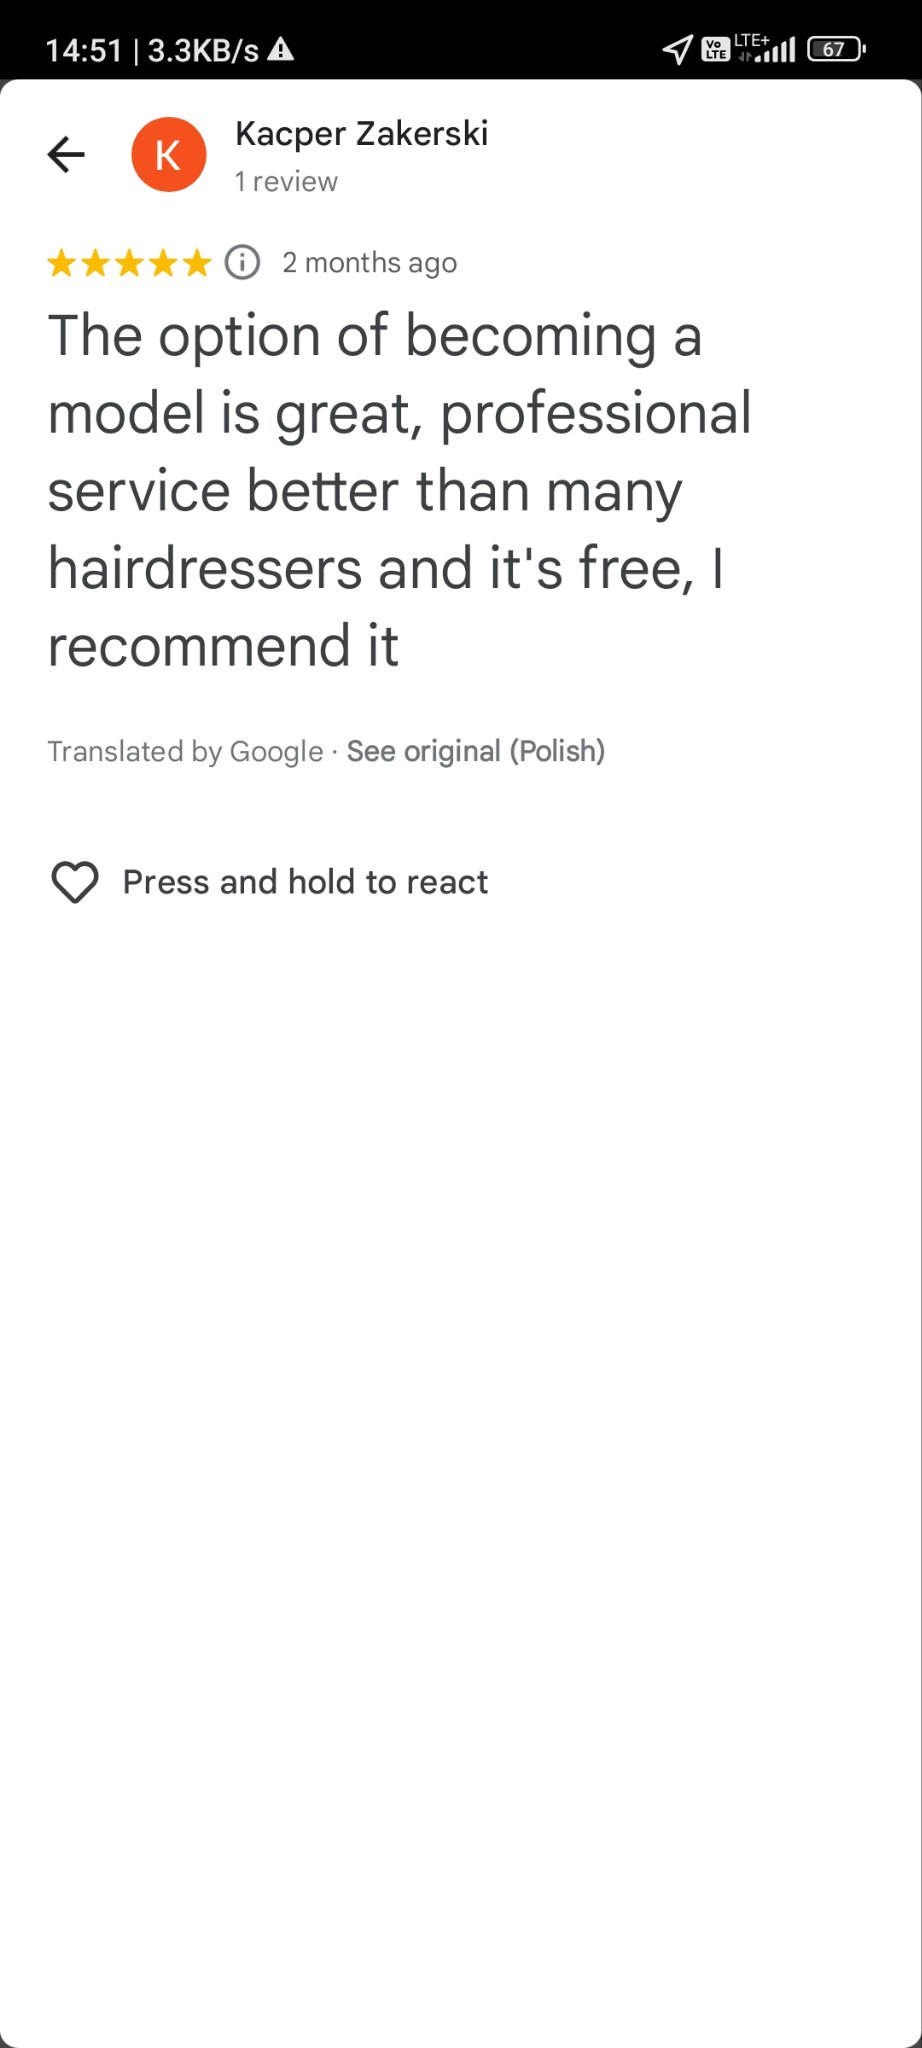 14:51 | 3.3KB/s
Vo LTE LTE+ 67
Kacper Zakerski
K
1 review
2 months ago
The option of becoming a
model is great, professional
service better than many
hairdressers and it's free, I
recommend it
Translated by Google · See original (Polish)
Press and hold to react